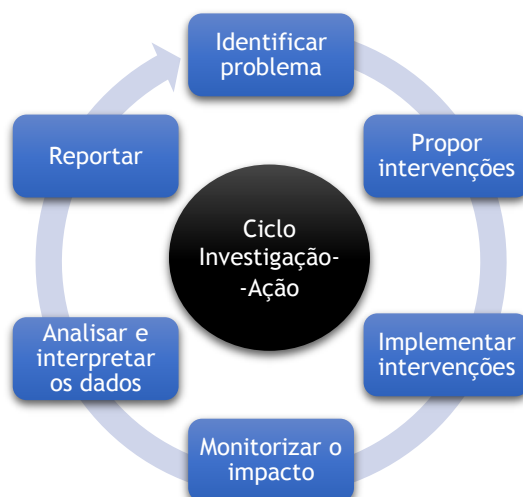 Identificar
problema
Propor
intervenções
Implementar
intervenções
Monitorizar o
impacto
Analisar e
interpretar
os dados
Reportar
Ciclo
Investigação-
-Ação